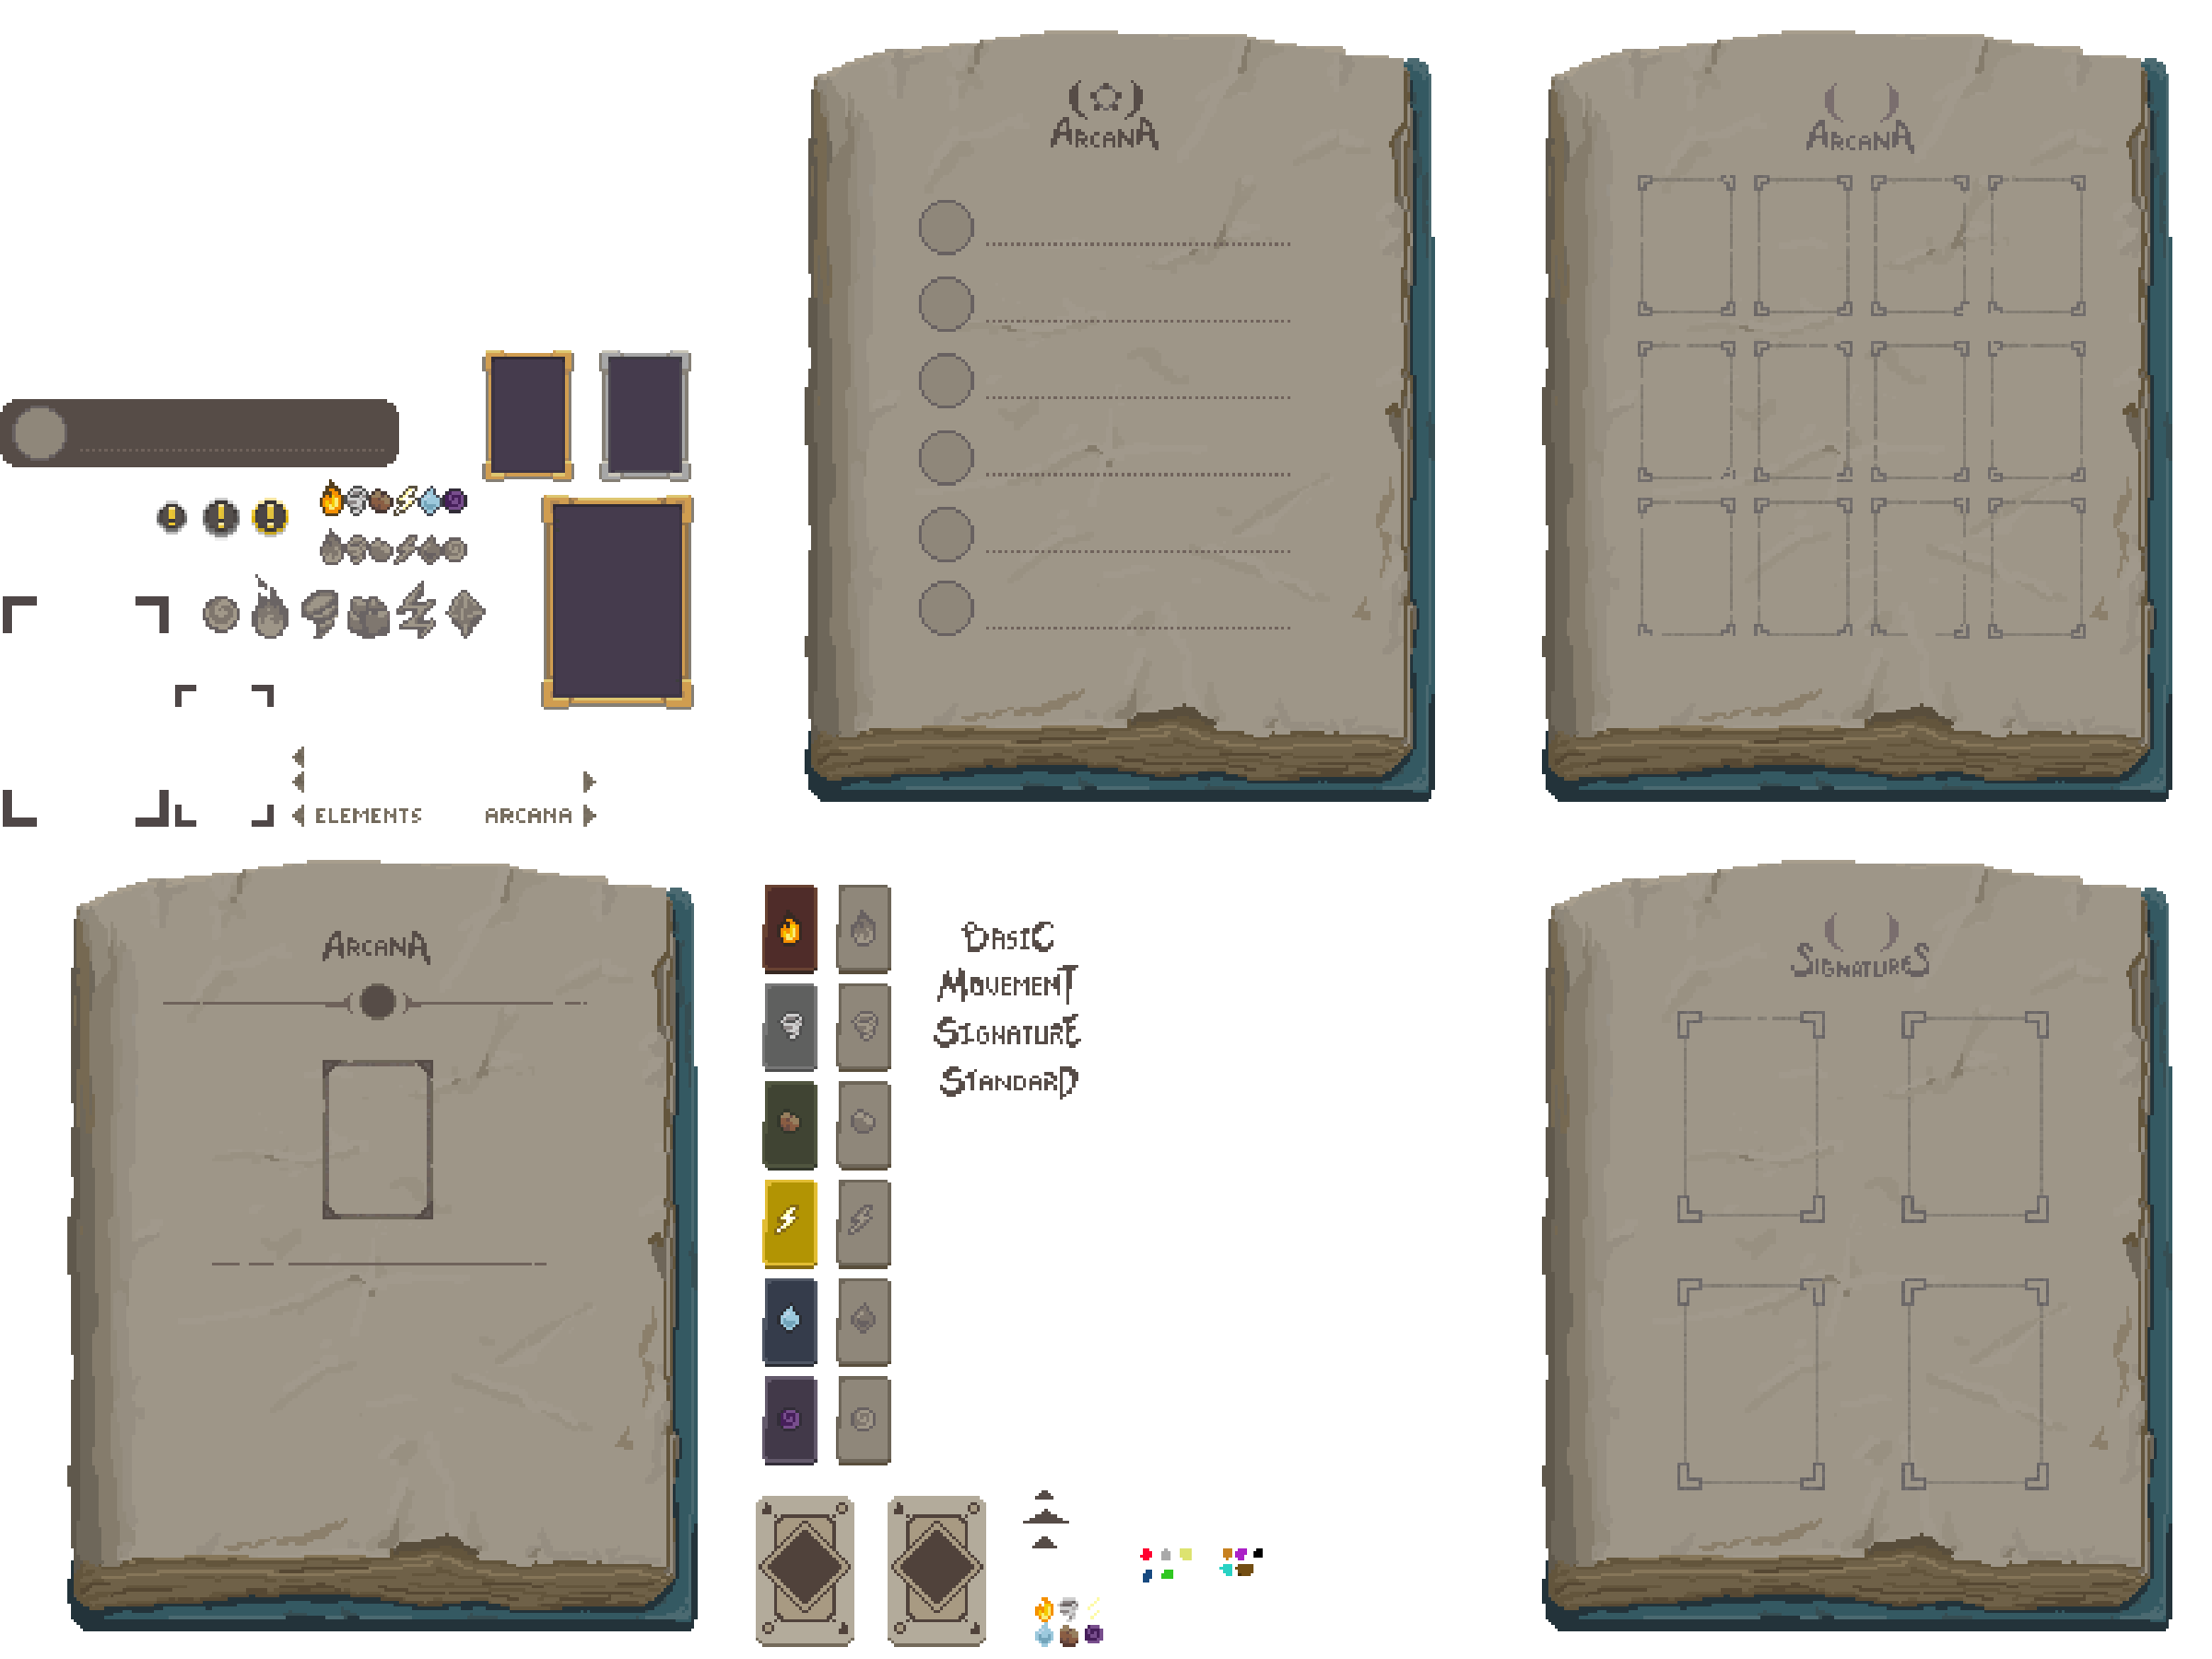 ARCANA
ARCANA
ELEMENTS
ARCANA
ARCANA
BASIC
MOVEMENT
SIGNATURE
STANDARD
SIGNATURES